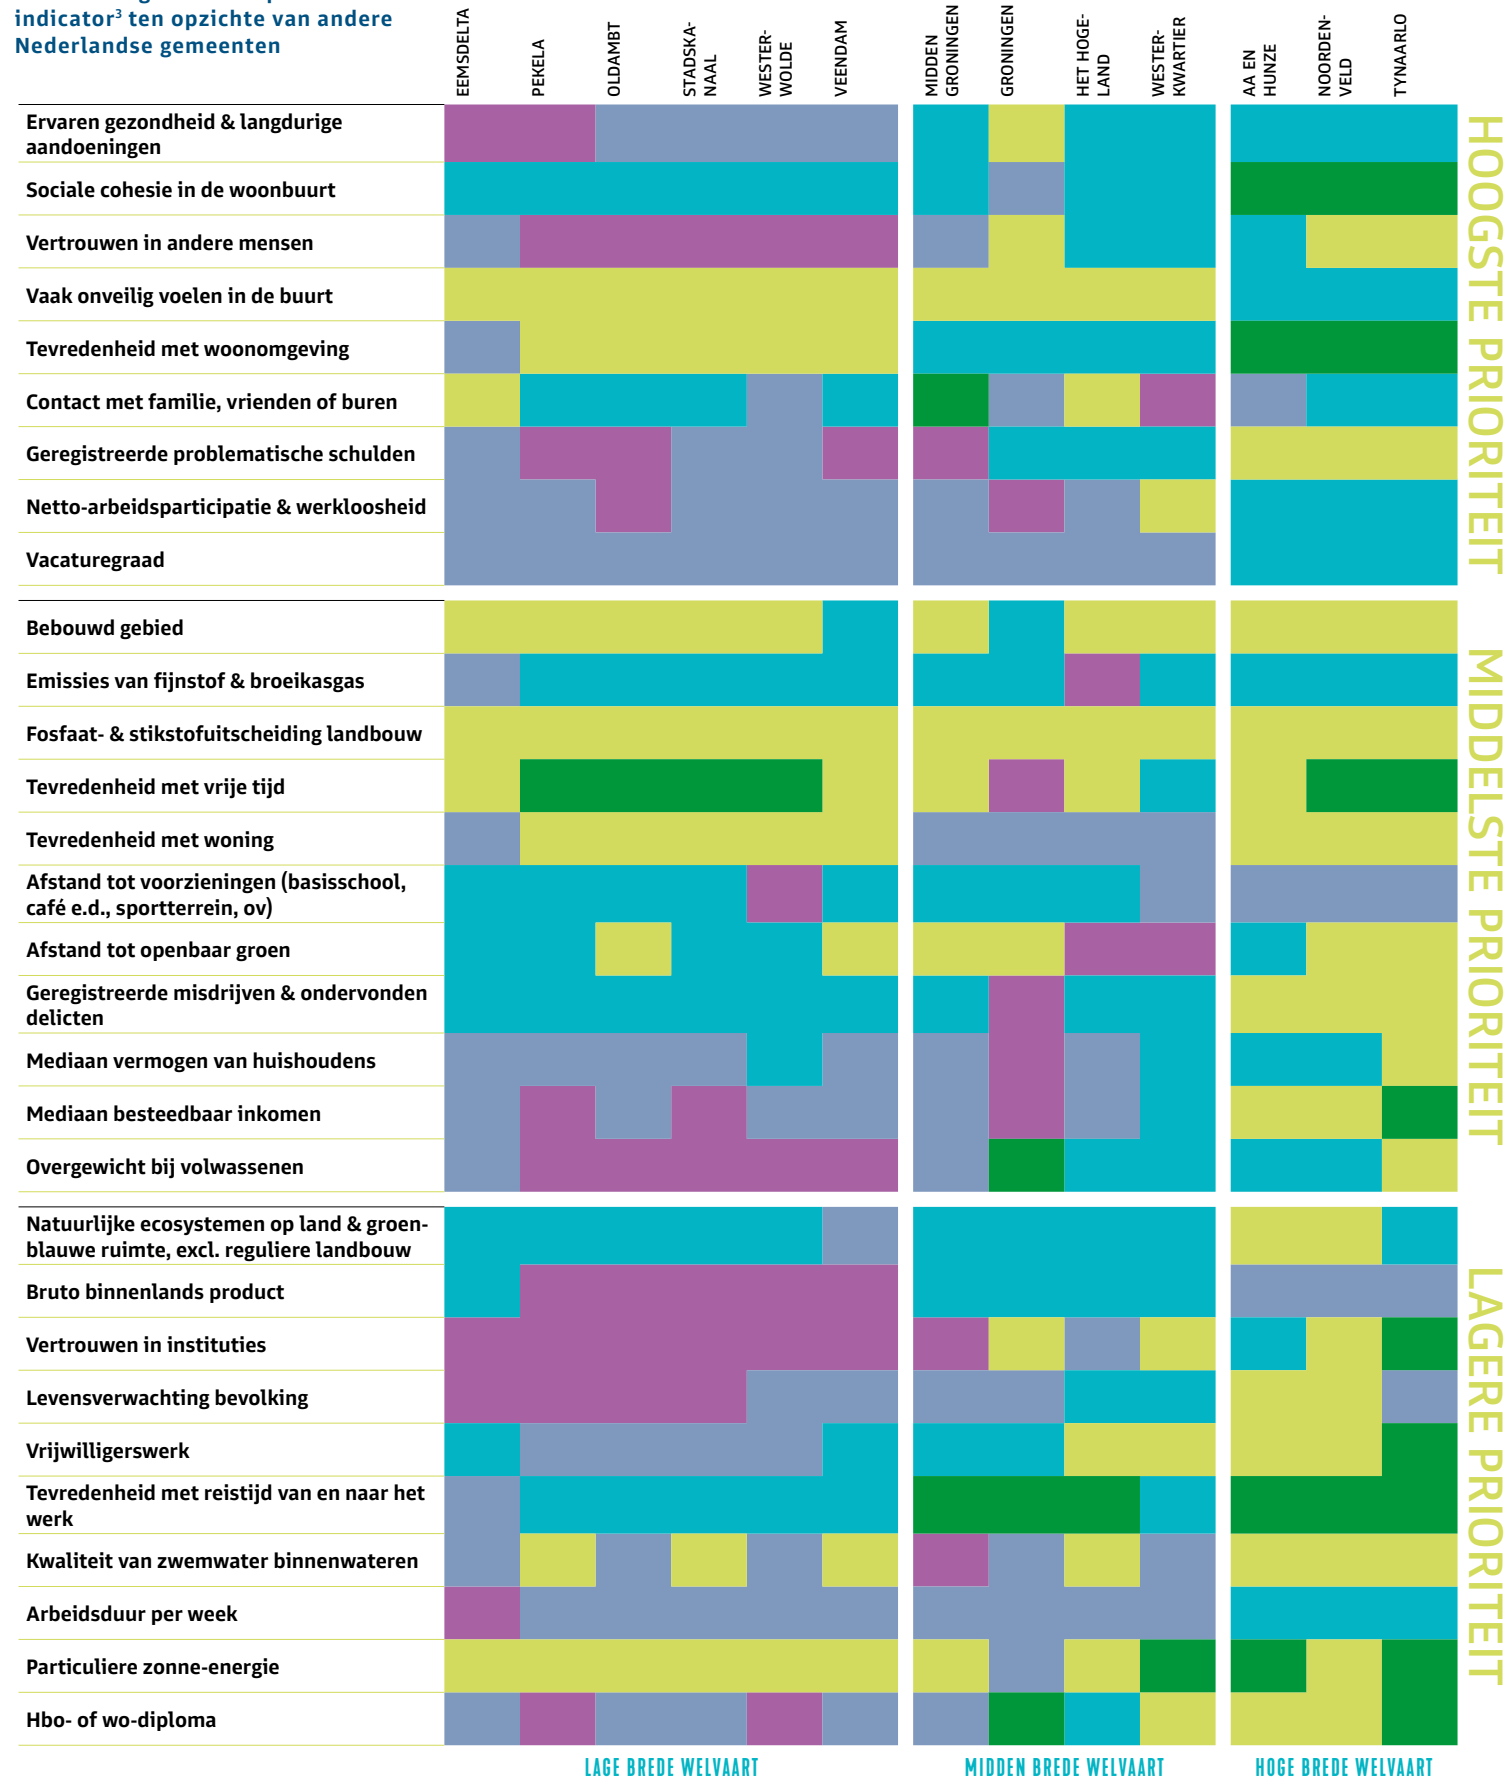 indicator³ ten opzichte van andere
Nederlandse gemeenten
EEMSDELTA
PEKELA
OLDAMBT
STADSKA-
NAAL
WESTER-
WOLDE
VEENDAM
MIDDEN
GRONINGEN
GRONINGEN
HET HOGE-
LAND
WESTER-
KWARTIER
AA EN
HUNZE
NOORDEN-
VELD
TYNAARLO
HOOGSTE PRIORITEIT
Ervaren gezondheid & langdurige
aandoeningen
Sociale cohesie in de woonbuurt
Vertrouwen in andere mensen
Vaak onveilig voelen in de buurt
Tevredenheid met woonomgeving
Contact met familie, vrienden of buren
Geregistreerde problematische schulden
Netto-arbeidsparticipatie & werkloosheid
Vacaturegraad
MIDDELSTE PRIORITEIT
Bebouwd gebied
Emissies van fijnstof & broeikasgas
Fosfaat- & stikstofuitscheiding landbouw
Tevredenheid met vrije tijd
Tevredenheid met woning
Afstand tot voorzieningen (basisschool,
café e.d., sportterrein, ov)
Afstand tot openbaar groen
Geregistreerde misdrijven & ondervonden
delicten
Mediaan vermogen van huishoudens
Mediaan besteedbaar inkomen
Overgewicht bij volwassenen
LAGERE PRIORITEIT
Natuurlijke ecosystemen op land & groen-
blauwe ruimte, excl. reguliere landbouw
Bruto binnenlands product
Vertrouwen in instituties
Levensverwachting bevolking
Vrijwilligerswerk
Tevredenheid met reistijd van en naar het
werk
Kwaliteit van zwemwater binnenwateren
Arbeidsduur per week
Particuliere zonne-energie
Hbo- of wo-diploma
LAGE BREDE WELVAART
MIDDEN BREDE WELVAART
HOGE BREDE WELVAART